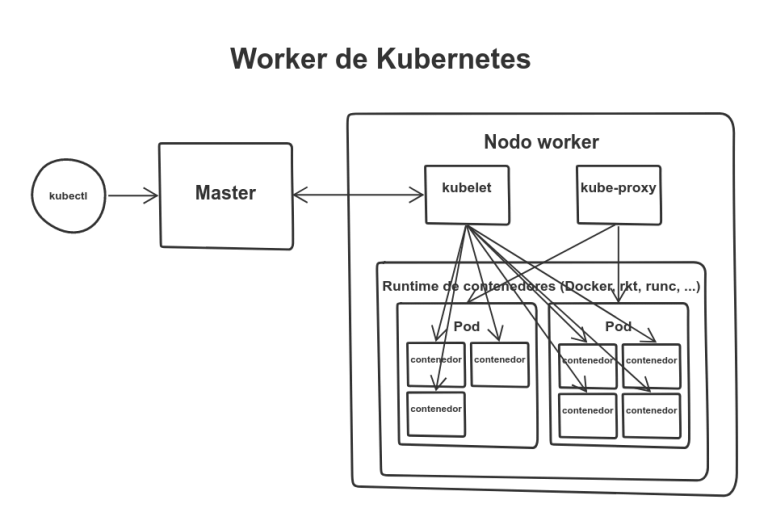 Worker de Kubernetes
Nodo worker
kubectl
Master
kubelet
kube-proxy
Runtime de contenedores (Docker, rkt, runc, ...)
Pod
Pod
contenedor
contenedor
contenedor
contenedor
contenedor
contenedor
contenedor